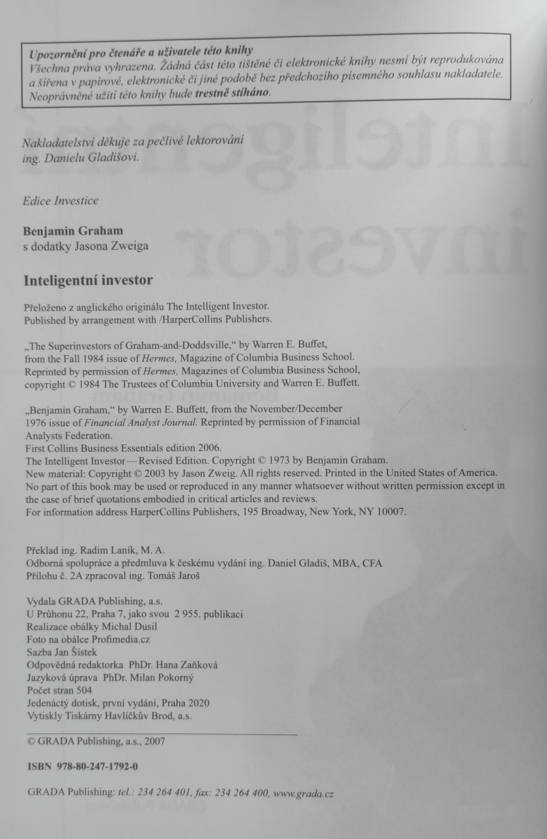 Upozornění pro čtenáře a uživatele této knihy
Všechna práva vyhrazena. Žádná část této tištěné či elektronické knihy nesmí být reprodukována
a šířena v papírové, elektronické či jiné podobě bez předchozího písemného souhlasu nakladatele.
Neoprávněné užití této knihy bude trestně stíháno.
Nakladatelství děkuje za pečlivé lektorování
ing. Danielu Gladišovi.
Edice Investice
Benjamin Graham
s dodatky Jasona Zweiga
Inteligentní investor
Přeloženo z anglického originálu The Intelligent Investor.
Published by arrangement with /HarperCollins Publishers.
„The Superinvestors of Graham-and-Doddsville,“ by Warren E. Buffet,
from the Fall 1984 issue of Hermes, Magazine of Columbia Business School.
Reprinted by permission of Hermes, Magazines of Columbia Business School,
copyright © 1984 The Trustees of Columbia University and Warren E. Buffett.
„Benjamin Graham,“ by Warren E. Buffett, from the November/December
1976 issue of Financial Analyst Journal. Reprinted by permission of Financial
Analysts Federation.
First Collins Business Essentials edition 2006.
The Intelligent Investor — Revised Edition. Copyright © 1973 by Benjamin Graham.
New material: Copyright © 2003 by Jason Zweig. All rights reserved. Printed in the United States of America.
No part of this book may be used or reproduced in any manner whatsoever without written permission except in
the case of brief quotations embodied in critical articles and reviews.
For information address HarperCollins Publishers, 195 Broadway, New York, NY 10007.
Překlad ing. Radim Laník, M. A.
Odborná spolupráce a předmluva k českému vydání ing. Daniel Gladiš, MBA, CFA
Přílohu č. 2A zpracoval ing. Tomáš Jaroš
Vydala GRADA Publishing, a.s.
U Průhonu 22, Praha 7, jako svou 2 955. publikaci
Realizace obálky Michal Dusil
Foto na obálce Profimedia.cz
Sazba Jan Šístek
Odpovědná redaktorka PhDr. Hana Zaňková
Jazyková úprava PhDr. Milan Pokorný
Počet stran 504
Jedenáctý dotisk, první vydání, Praha 2020
Vytiskly Tiskárny Havlíčkův Brod, a.s.
© GRADA Publishing, a.s., 2007
ISBN 978-80-247-1792-0
GRADA Publishing: tel.: 234 264 401, fax: 234 264 400, www.grada.cz